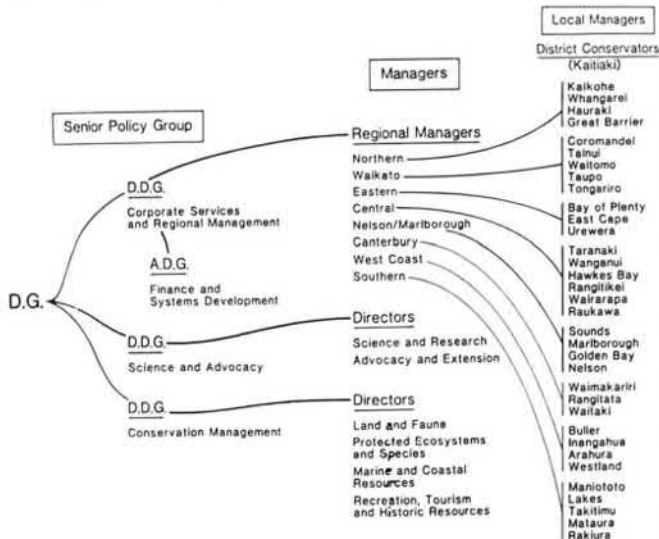 Local Managers
District Conservators
(Kaitiaki)
Managers
Senior Policy Group
Regional Managers
Northern
Waikato
Eastern
Central
Nelson/Marlborough
Canterbury
West Coast
Southern
D.G.
D.D.G.
Corporate Services
and Regional Management
A.D.G.
Finance and
Systems Development
D.D.G.
Science and Advocacy
Directors
Science and Research
Advocacy and Extension
D.D.G.
Conservation Management
Directors
Land and Fauna
Protected Ecosystems
and Species
Marine and Coastal
Resources
Recreation, Tourism
and Historic Resources
Kaikohe
Whangarei
Hauraki
Great Barrier
Coromandel
Tainui
Waitomo
Taupo
Tongariro
Bay of Plenty
East Cape
Urewera
Taranaki
Wanganui
Hawkes Bay
Rangitikei
Wairarapa
Raukawa
Sounds
Marlborough
Golden Bay
Nelson
Waimakariri
Rangitata
Waitaki
Buller
Inangahua
Arahura
Westland
Maniototo
Lakes
Takitimu
Mataura
Rakiura